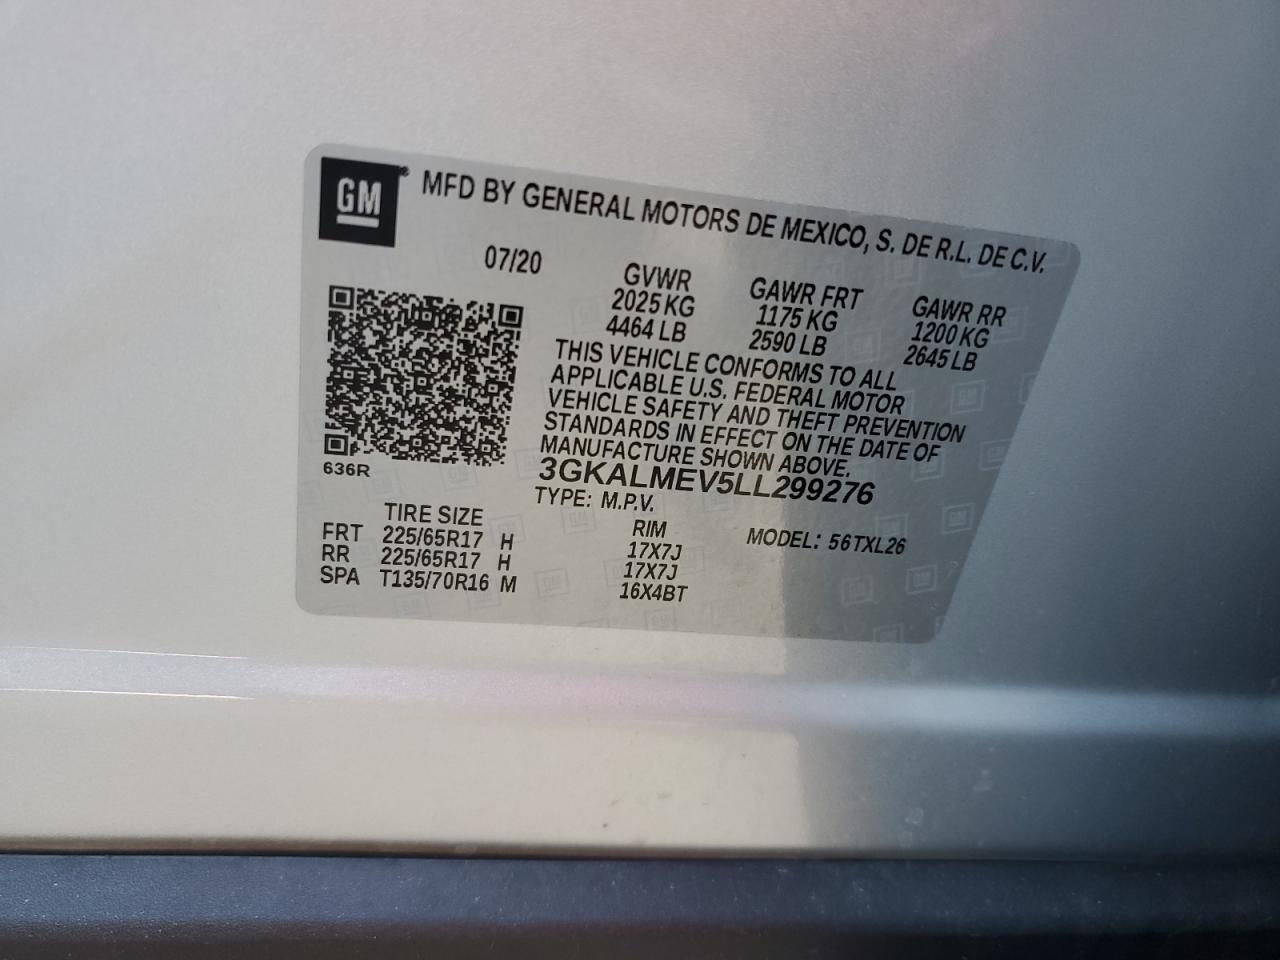 GM
MFD BY GENERAL MOTORS DE MEXICO, S. DE R.L. DE C.V.
07/20
GVWR
2025 KG
4464 LB
GAWR FRT
1175 KG
2590 LB
GAWR RR
1200 KG
2645 LB
THIS VEHICLE CONFORMS TO ALL
APPLICABLE U.S. FEDERAL MOTOR
VEHICLE SAFETY AND THEFT PREVENTION
STANDARDS IN EFFECT ON THE DATE OF
MANUFACTURE SHOWN ABOVE.
3GKALMEV5LL299276
TYPE: M.P.V.
636R
TIRE SIZE
RIM
MODEL: 56TXL26
FRT 225/65R17 H 17X7J
RR 225/65R17 H 17X7J
SPA T135/70R16 M 16X4BT